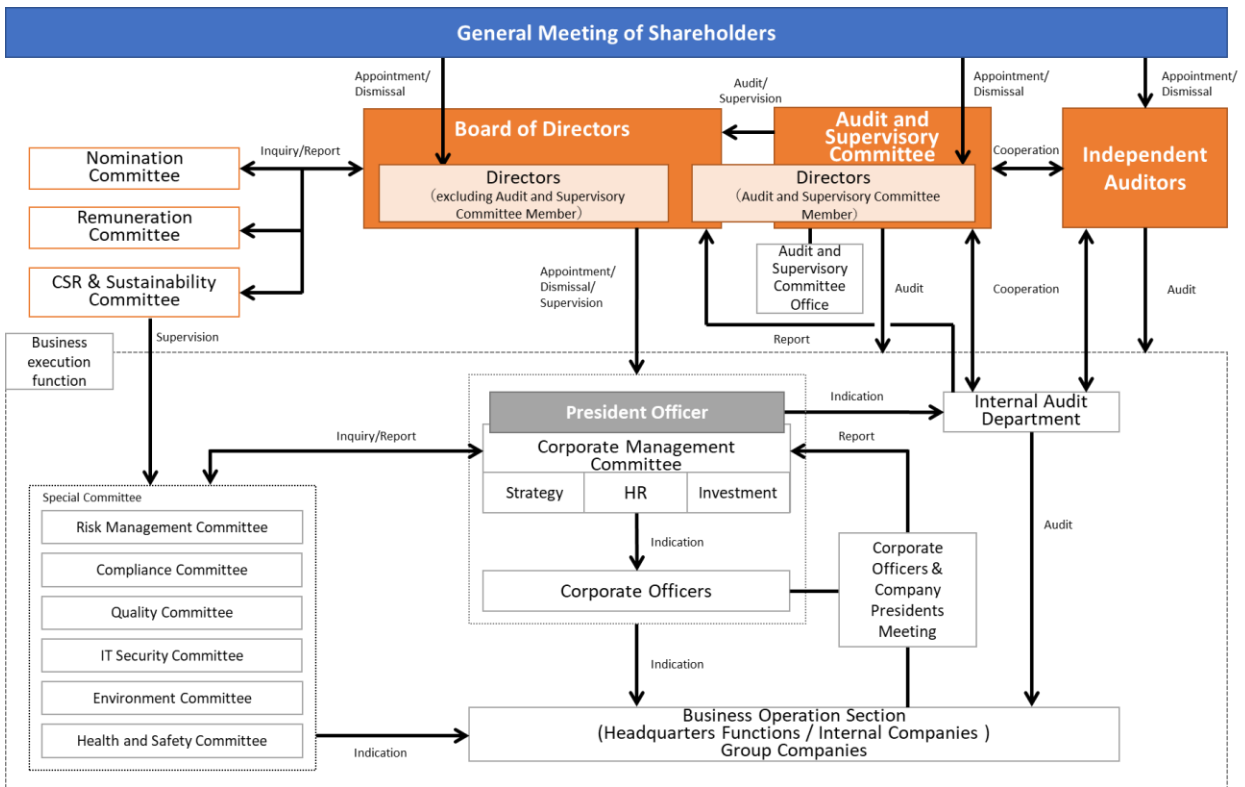 General Meeting of Shareholders
Appointment/
Dismissal
Audit/
Supervision
Appointment/
Dismissal
Appointment/
Dismissal
Board of Directors
Audit and
Supervisory
Committee
Independent
Auditors
Nomination
Committee
Inquiry/Report
Cooperation
Directors
(excluding Audit and Supervisory
Committee Member)
Directors
(Audit and Supervisory Committee
Member)
Remuneration
Committee
CSR & Sustainability
Committee
Appointment/
Dismissal/
Supervision
Audit and
Supervisory
Committee
Office
Audit
Cooperation
Audit
Supervision
Report
Business
execution
function
President Officer
Indication
Internal Audit
Department
Inquiry/Report
Corporate Management
Committee
Report
Strategy
HR
Investment
Special Committee
Risk Management Committee
Compliance Committee
Quality Committee
IT Security Committee
Environment Committee
Health and Safety Committee
Indication
Audit
Corporate Officers
Corporate
Officers &
Company
Presidents
Meeting
Indication
Indication
Business Operation Section
(Headquarters Functions / Internal Companies )
Group Companies